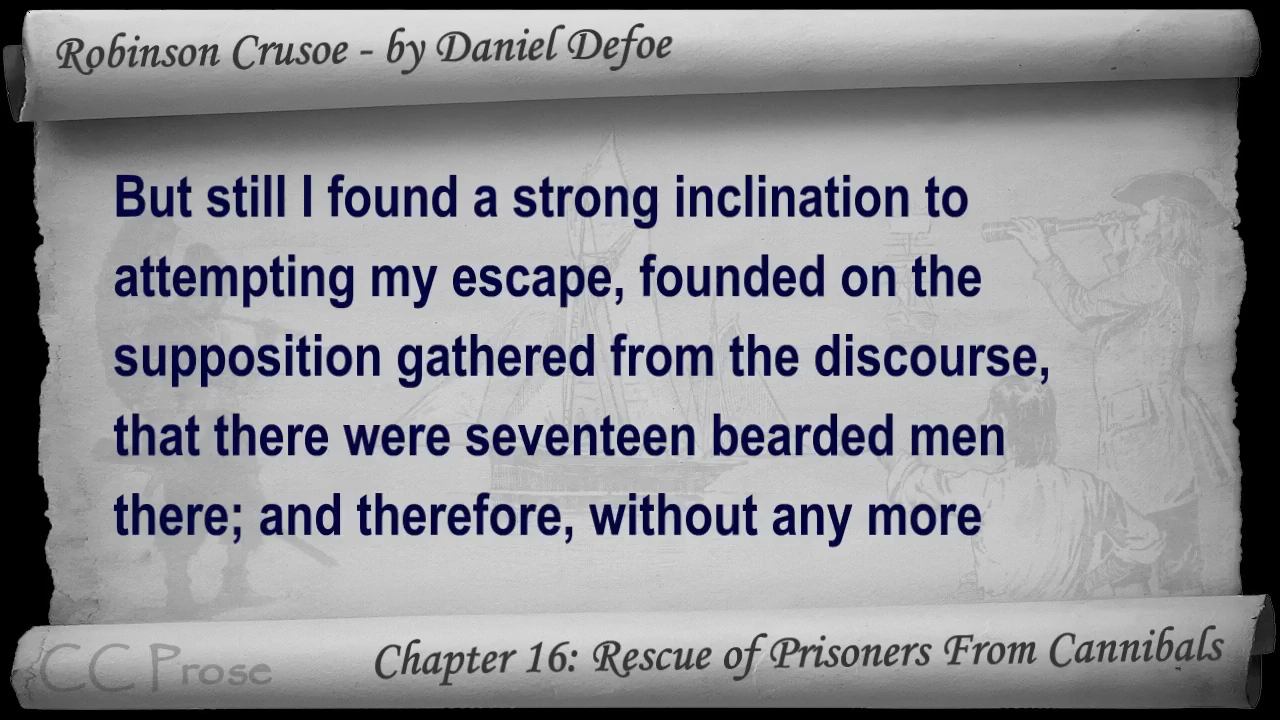 Robinson Crusoe - by Daniel Defoe
But still I found a strong inclination to
attempting my escape, founded on the
supposition gathered from the discourse,
that there were seventeen bearded men
there; and therefore, without any more
Chapter 16: Rescue of Prisoners From Cannibals
CC Prose